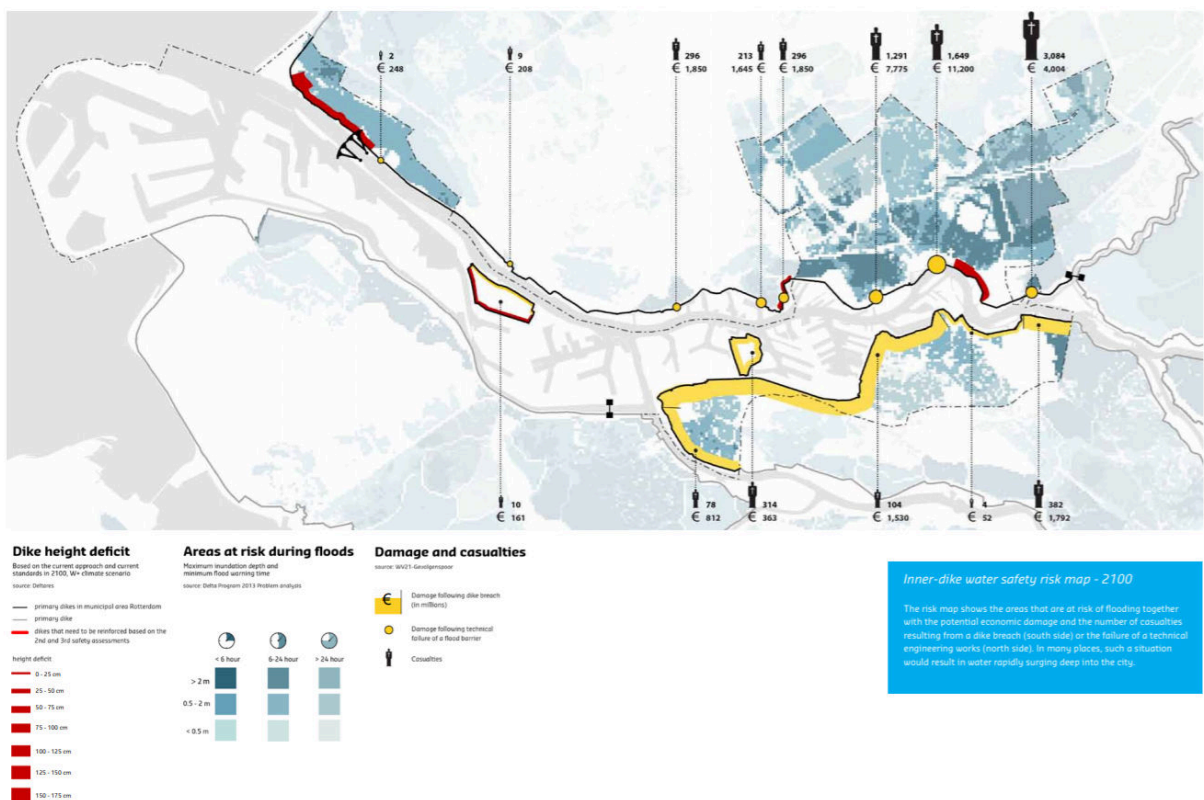 2
€ 248
9
€ 208
296
€ 1,850
213
1,645 €
296
€ 1,850
1,291
€ 7,775
1,649
€ 11,200
3,084
€ 4,004
10
€ 161
78
€ 812
314
€ 363
104
€ 1,530
4
€ 52
382
€ 1,792
Dike height deficit
Based on the current approach and current
standards in 2100, W+ climate scenario
source: Deltares
primary dikes in municipal area Rotterdam
primary dike
dikes that need to be reinforced based on the
2nd and 3rd safety assessments
height deficit
0 - 25 cm
25 - 50 cm
50 - 75 cm
75 - 100 cm
100 - 125 cm
125 - 150 cm
150 - 175 cm
Areas at risk during floods
Maximum inundation depth and
minimum flood warning time
source: Delta Program 2013 Problem analysis
< 6 hour
6-24 hour
> 24 hour
> 2 m
0.5 - 2 m
< 0.5 m
Damage and casualties
source: WV21-Gevolgenspoor
€
Damage following dike breach
(in millions)
Damage following technical
failure of a flood barrier
Casualties
Inner-dike water safety risk map - 2100
The risk map shows the areas that are at risk of flooding together
with the potential economic damage and the number of casualties
resulting from a dike breach (south side) or the failure of a technical
engineering works (north side). In many places, such a situation
would result in water rapidly surging deep into the city.